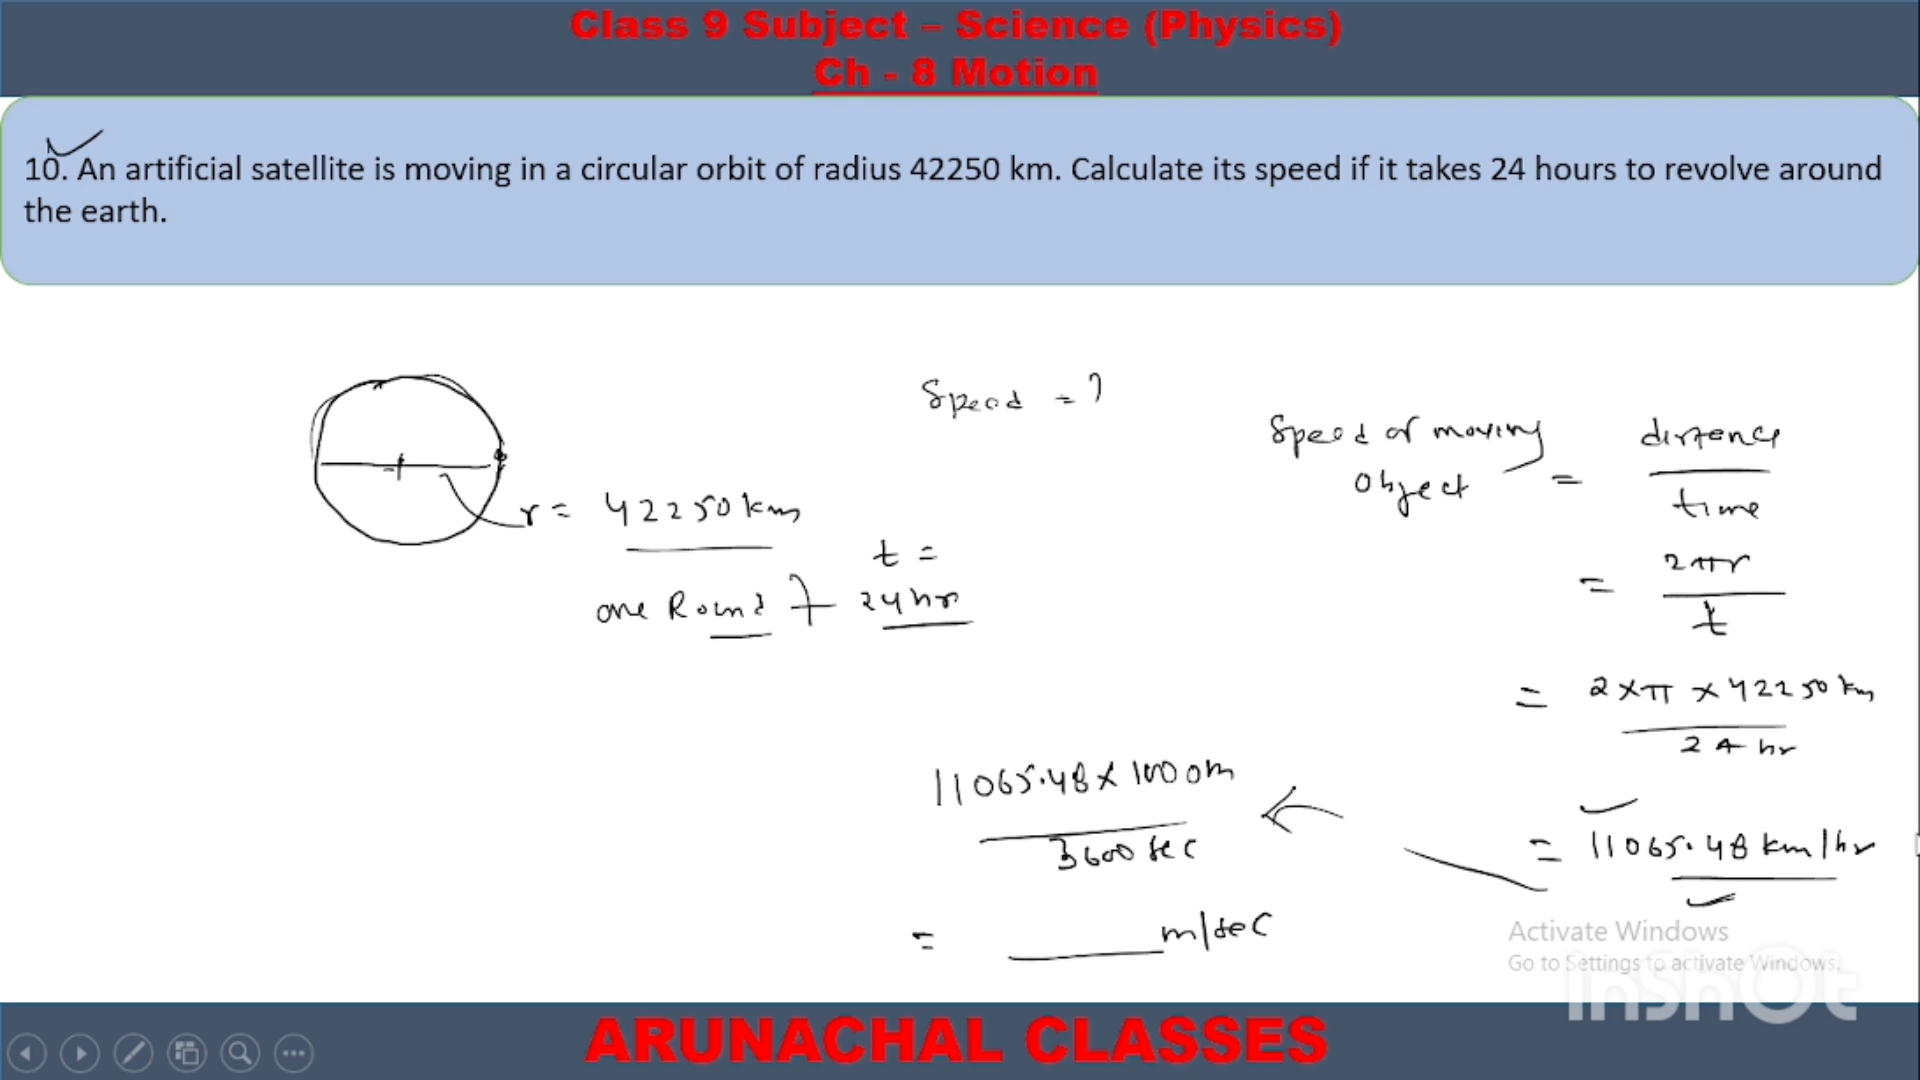 Class 9 Subject – Science (Physics)
Ch - 8 Motion
10. An artificial satellite is moving in a circular orbit of radius 42250 km. Calculate its speed if it takes 24 hours to revolve around
the earth.
Speed = ?
Speed of moving
object
=
distance
time
r = 42250 km
t =
one Round
24 hr
= 2πr
t
= 2 × π × 42250 km
24 hr
11065.48 × 1000 m
3600 sec
= 11065.48 km/hr
= m/sec
Activate Windows
Go to Settings to activate Windows.
InShOt
ARUNACHAL CLASSES